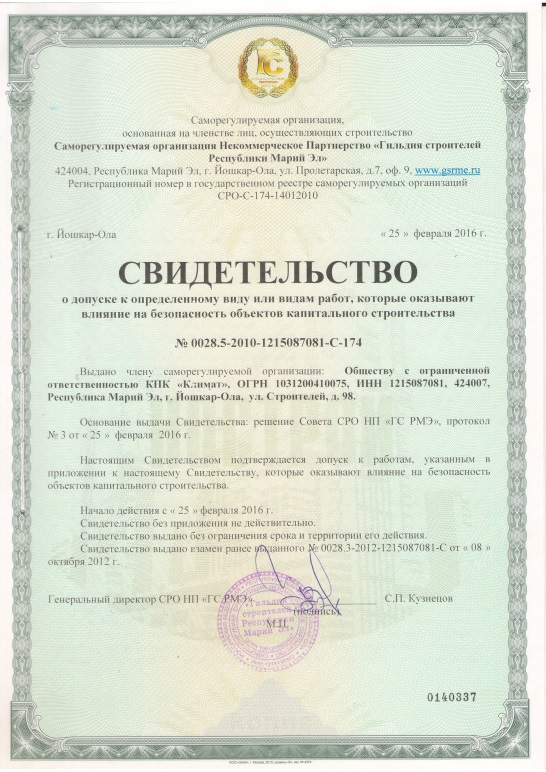 Саморегулируемая организация,
основанная на членстве лиц, осуществляющих строительство
Саморегулируемая организация Некоммерческое Партнерство «Гильдия строителей
Республики Марий Эл»
424004, Республика Марий Эл, г. Йошкар-Ола, ул. Пролетарская, д.7, оф. 9, www.gsrme.ru
Регистрационный номер в государственном реестре саморегулируемых организаций
СРО-С-174-14012010
г. Йошкар-Ола « 25 » февраля 2016 г.
СВИДЕТЕЛЬСТВО
о допуске к определенному виду или видам работ, которые оказывают
влияние на безопасность объектов капитального строительства
№ 0028.5-2010-1215087081-С-174
Выдано члену саморегулируемой организации: Обществу с ограниченной
ответственностью КПК «Климат», ОГРН 1031200410075, ИНН 1215087081, 424007,
Республика Марий Эл, г. Йошкар-Ола, ул. Строителей, д. 98.
Основание выдачи Свидетельства: решение Совета СРО НП «ГС РМЭ», протокол
№ 3 от « 25 » февраля 2016 г.
Настоящим Свидетельством подтверждается допуск к работам, указанным в
приложении к настоящему Свидетельству, которые оказывают влияние на безопасность
объектов капитального строительства.
Начало действия с « 25 » февраля 2016 г.
Свидетельство без приложения не действительно.
Свидетельство выдано без ограничения срока и территории его действия.
Свидетельство выдано взамен ранее выданного № 0028.3-2012-1215087081-С от « 08 »
октября 2012 г.
Генеральный директор СРО НП «ГС РМЭ» С.П. Кузнецов
(подпись)
М.П.
«Гильдия
строителей
Республики
Марий Эл»
0140337